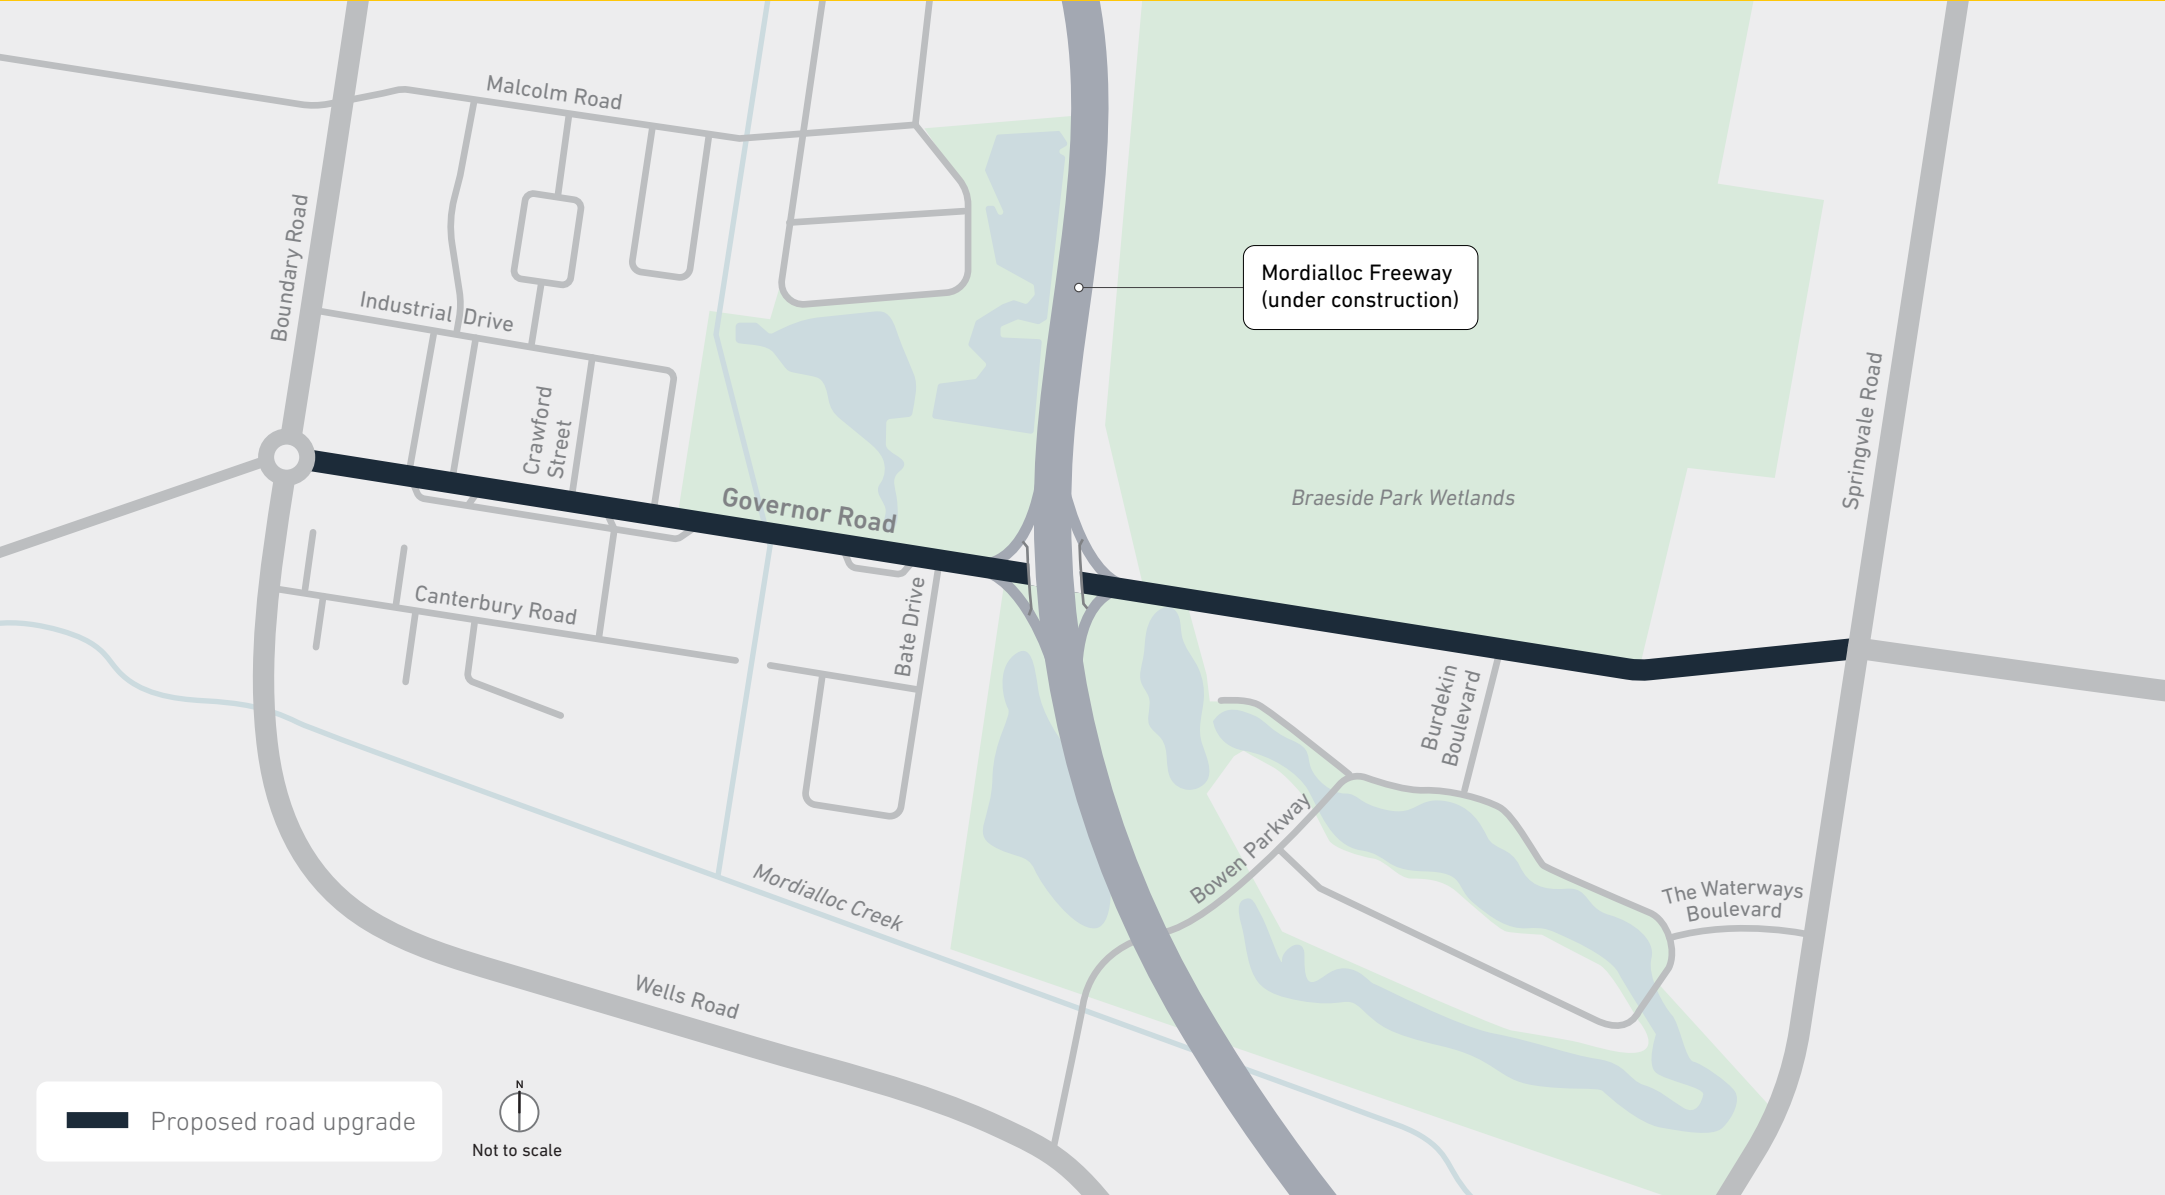 Malcolm Road
Boundary Road
Mordialloc Freeway
(under construction)
Industrial Drive
Springvale Road
Crawford
Street
Governor Road
Braeside Park Wetlands
Canterbury Road
Bate Drive
Burdekin
Boulevard
Bowen Parkway
Mordialloc Creek
The Waterways
Boulevard
Wells Road
Proposed road upgrade
N
Not to scale